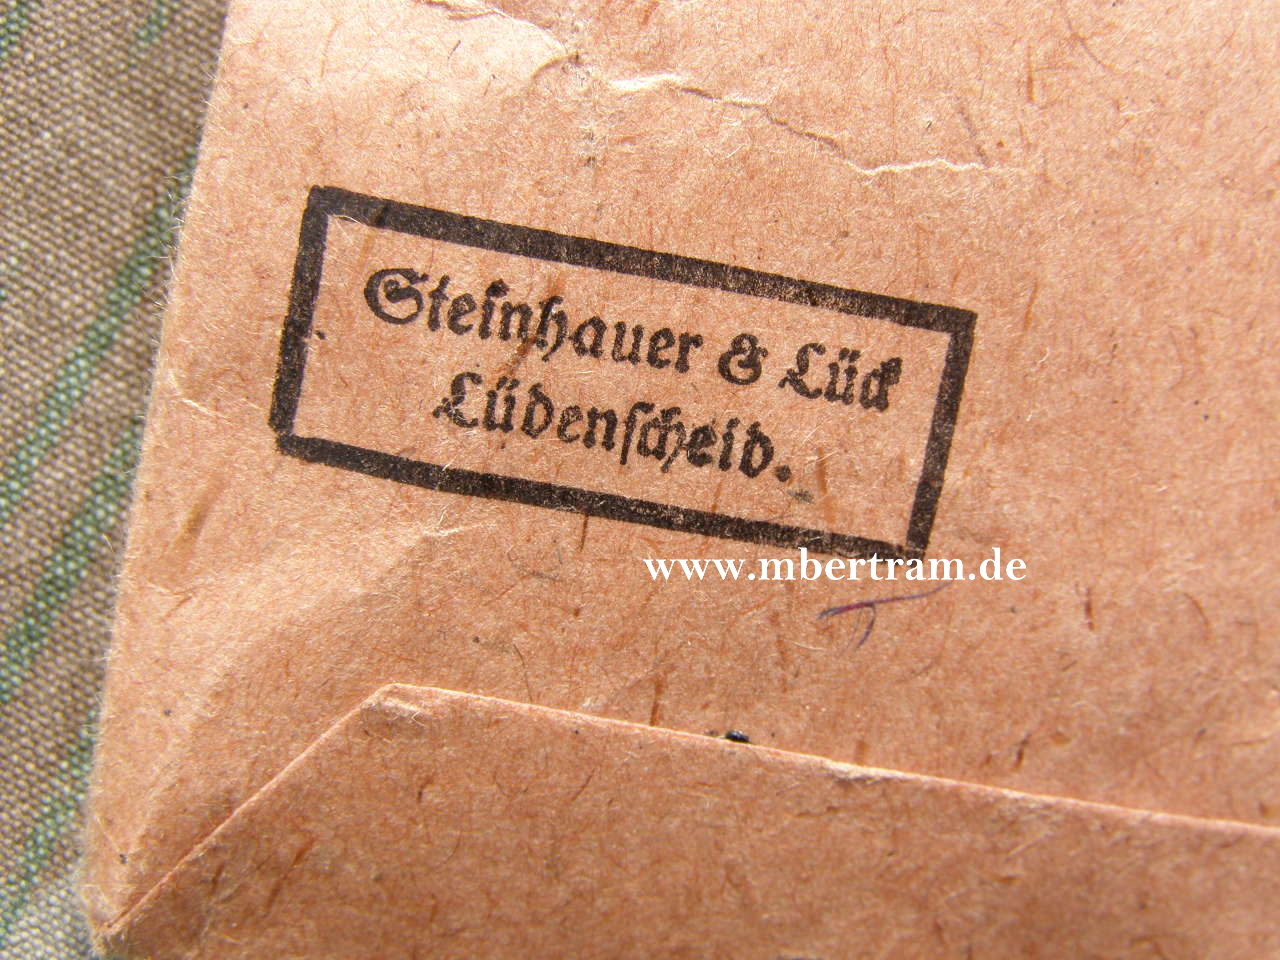 Steinhauer & Lück
Lüdenscheid.
www.mbertram.de